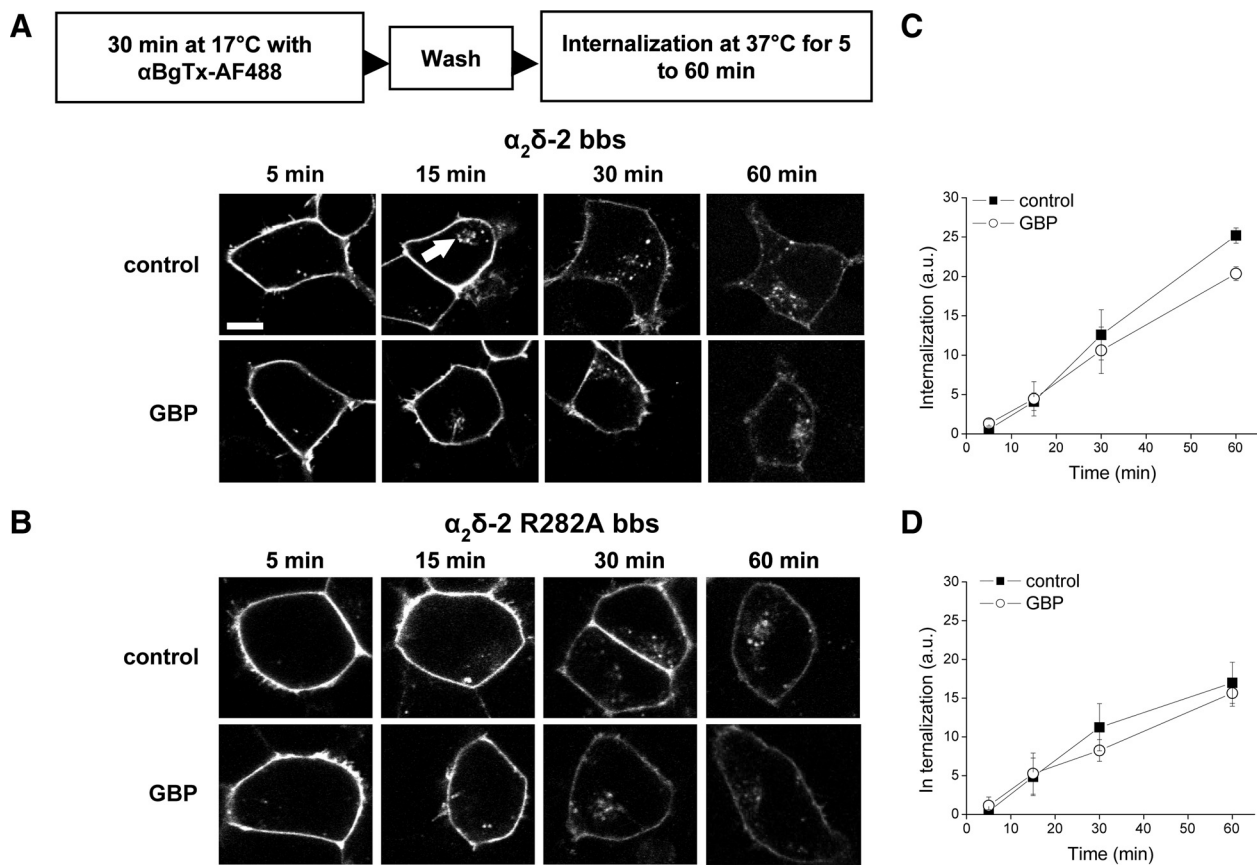 A
30 min at 17°C with
αBgTx-AF488
Wash
Internalization at 37°C for 5
to 60 min
α2δ-2 bbs
5 min
15 min
30 min
60 min
control
GBP
B
α2δ-2 R282A bbs
5 min
15 min
30 min
60 min
control
GBP
C
control
GBP
30
25
20
15
10
5
0
Internalization (a.u.)
0 10 20 30 40 50 60
Time (min)
D
control
GBP
30
25
20
15
10
5
0
In ternalization (a.u.)
0 10 20 30 40 50 60
Time (min)